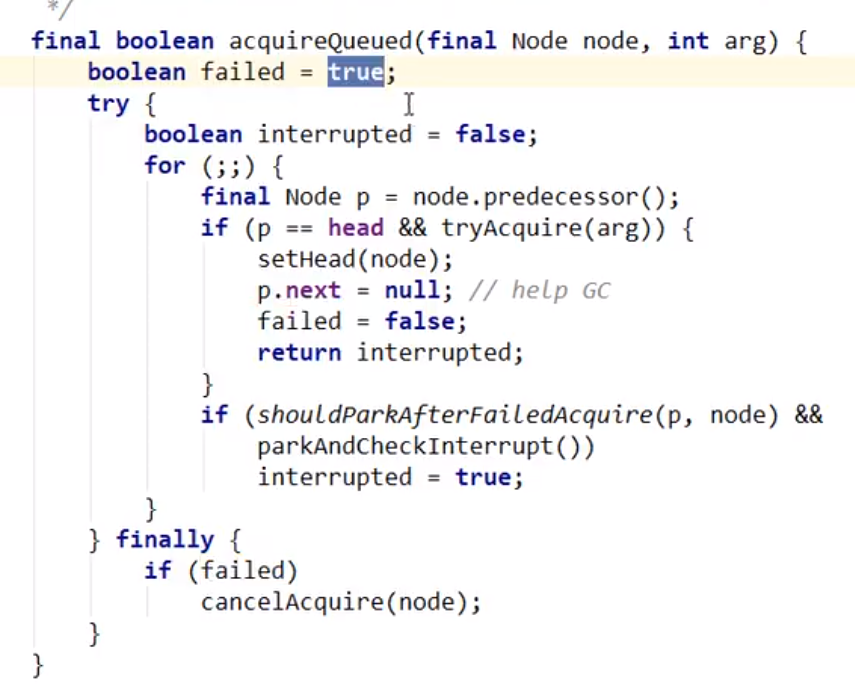 */
final boolean acquireQueued(final Node node, int arg) {
    boolean failed = true;
    try {
        boolean interrupted = false;
        for (;;) {
            final Node p = node.predecessor();
            if (p == head && tryAcquire(arg)) {
                setHead(node);
                p.next = null; // help GC
                failed = false;
                return interrupted;
            }
            if (shouldParkAfterFailedAcquire(p, node) &&
                parkAndCheckInterrupt())
                interrupted = true;
        }
    } finally {
        if (failed)
            cancelAcquire(node);
    }
}